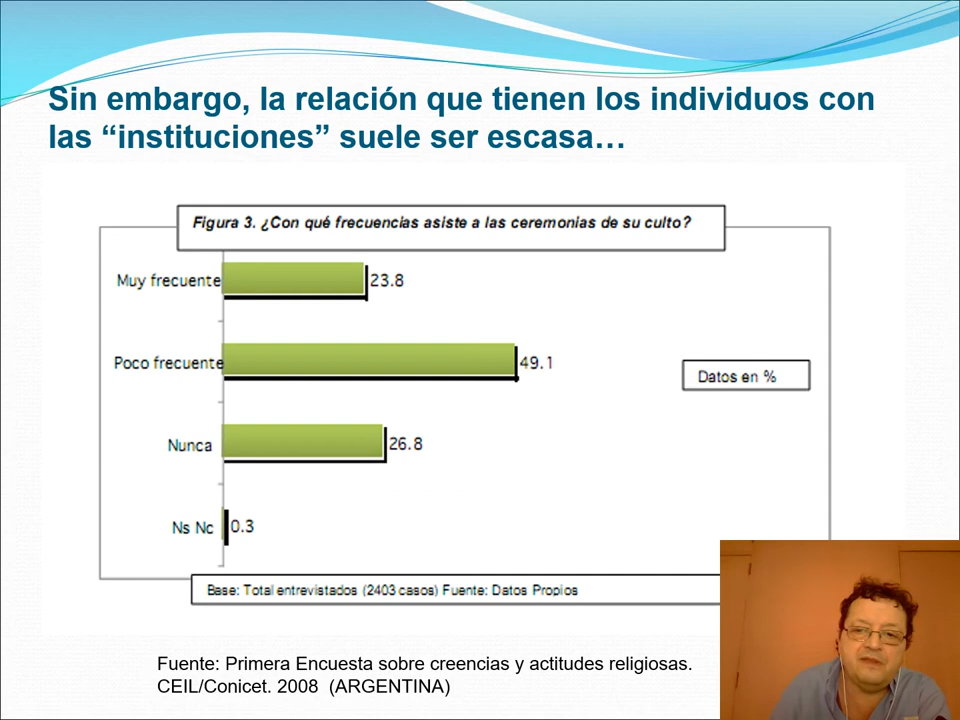 Sin embargo, la relación que tienen los individuos con
las “instituciones” suele ser escasa…
Figura 3. ¿Con qué frecuencias asiste a las ceremonias de su culto?
Muy frecuente 23.8
Poco frecuente 49.1
Datos en %
Nunca 26.8
Ns Nc 0.3
Base: Total entrevistados (2403 casos) Fuente: Datos Propios
Fuente: Primera Encuesta sobre creencias y actitudes religiosas.
CEIL/Conicet. 2008 (ARGENTINA)